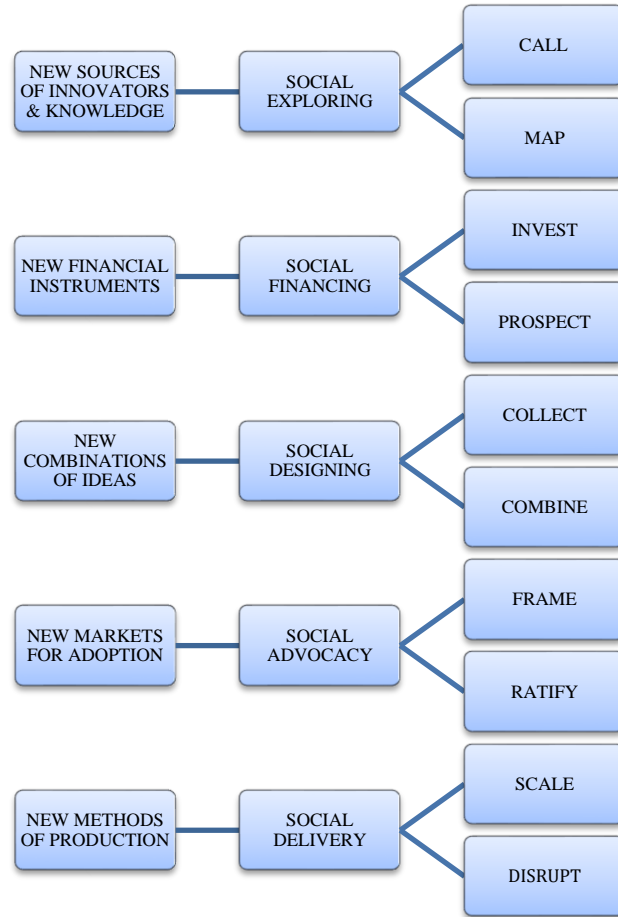 NEW SOURCES
OF INNOVATORS
& KNOWLEDGE
SOCIAL
EXPLORING
CALL
MAP
NEW FINANCIAL
INSTRUMENTS
SOCIAL
FINANCING
INVEST
PROSPECT
NEW
COMBINATIONS
OF IDEAS
SOCIAL
DESIGNING
COLLECT
COMBINE
NEW MARKETS
FOR ADOPTION
SOCIAL
ADVOCACY
FRAME
RATIFY
NEW METHODS
OF PRODUCTION
SOCIAL
DELIVERY
SCALE
DISRUPT